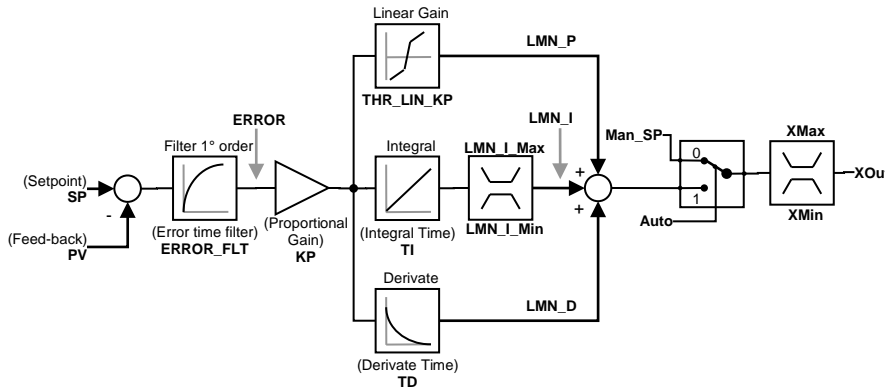 Linear Gain
THR_LIN_KP
LMN_P
ERROR
LMN_I
Filter 1° order
Integral
LMN_I_Max
Man_SP
XMax
0
1
(Setpoint)
SP
-
+
+
XOu
(Feed-back)
PV
(Error time filter)
ERROR_FLT
(Proportional
Gain)
KP
(Integral Time)
TI
LMN_I_Min
Auto
XMin
Derivate
LMN_D
(Derivate Time)
TD